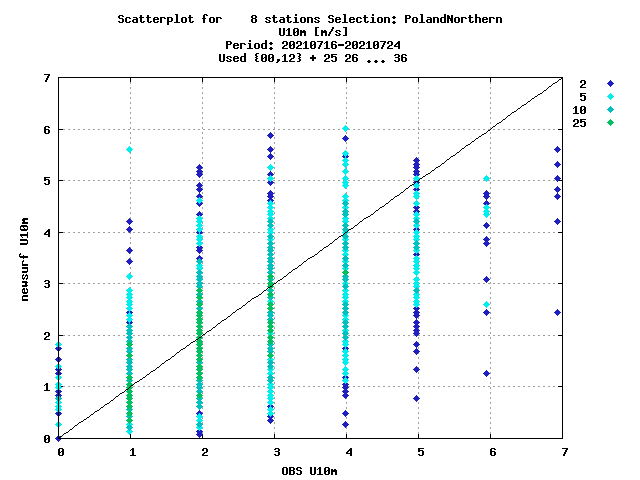 Scatterplot for    8 stations Selection: PolandNorthern
U10m [m/s]
Period: 20210716-20210724
Used {00,12} + 25 26 ... 36
2
5
10
25
7
6
5
4
3
2
1
0
newsurf U10m
0 1 2 3 4 5 6 7
OBS U10m